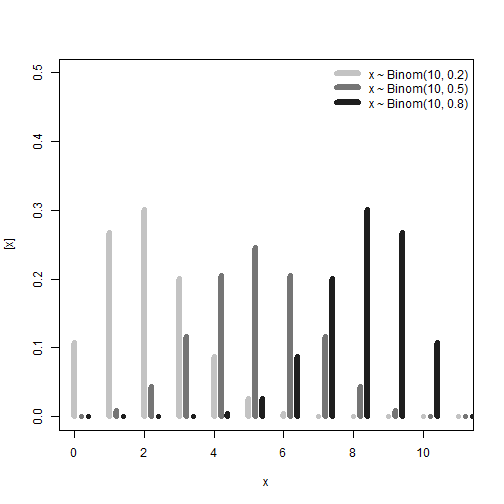 x ~ Binom(10, 0.2)
x ~ Binom(10, 0.5)
x ~ Binom(10, 0.8)
0.5
0.4
0.3
0.2
0.1
0.0
[x]
0 2 4 6 8 10
x